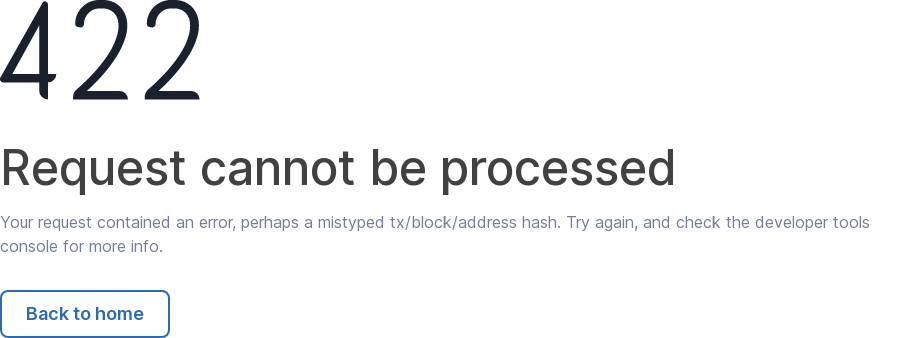 422
Request cannot be processed
Your request contained an error, perhaps a mistyped tx/block/address hash. Try again, and check the developer tools
console for more info.
Back to home